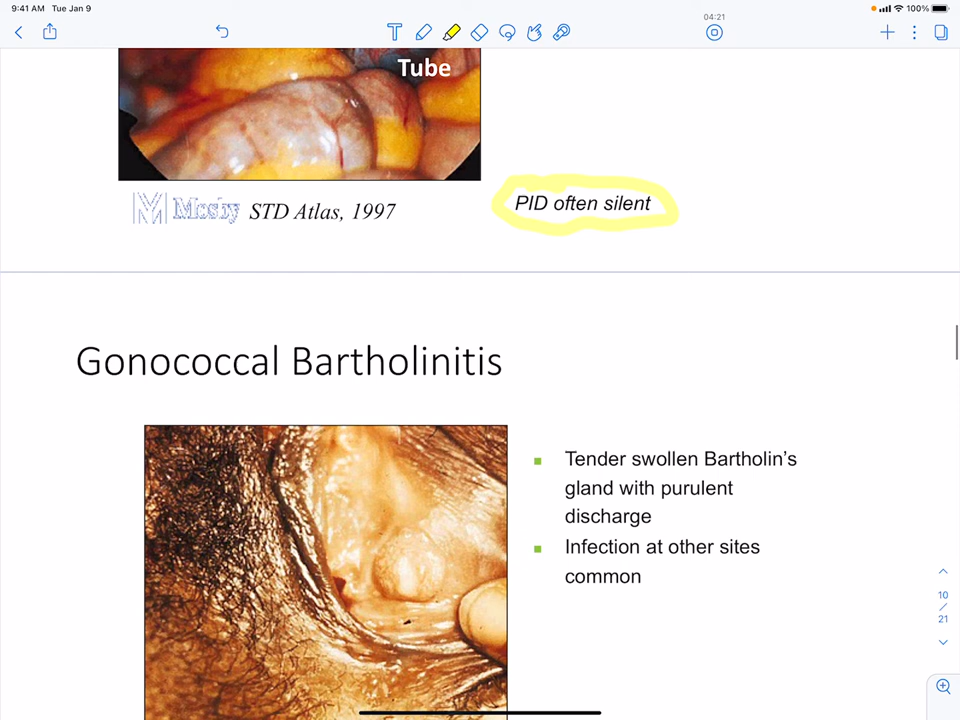 9:41 AM Tue Jan 9
100%
04:21
Tube
Mosby STD Atlas, 1997
PID often silent
Gonococcal Bartholinitis
Tender swollen Bartholin's
gland with purulent
discharge
Infection at other sites
common
10
/
21